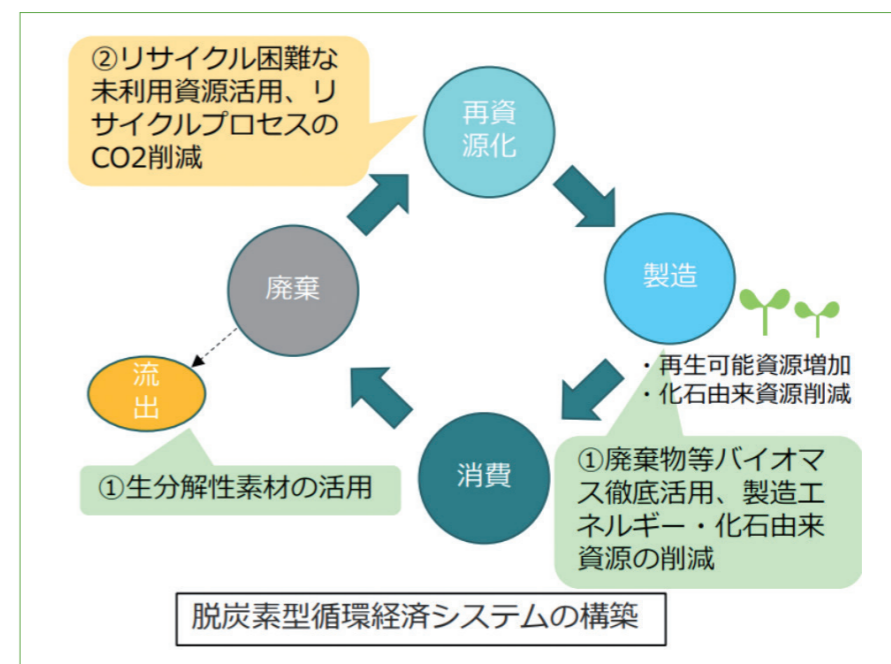 ②リサイクル困難な
未利用資源活用、リ
サイクルプロセスの
CO2削減
再資
源化
廃棄
製造
流
出
・再生可能資源増加
・化石由来資源削減
①生分解性素材の活用
消費
①廃棄物等バイオマ
ス徹底活用、製造エ
ネルギー・化石由来
資源の削減
脱炭素型循環経済システムの構築